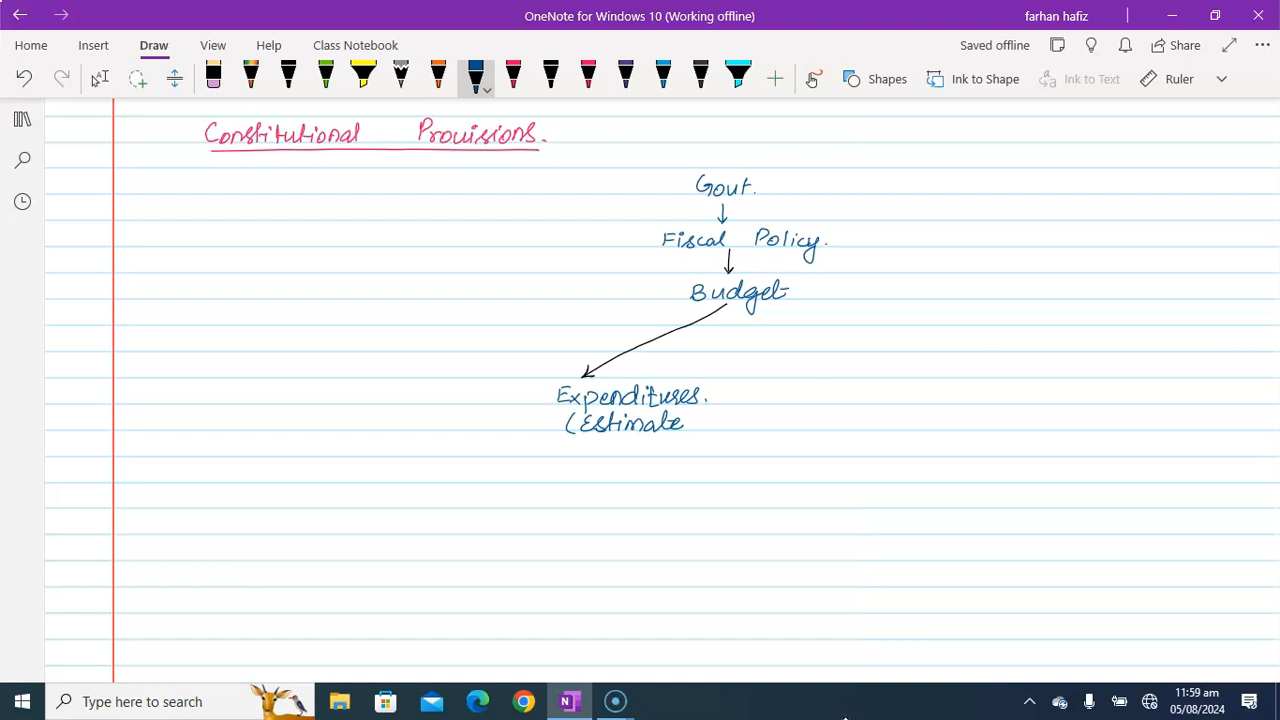 OneNote for Windows 10 (Working offline)
farhan hafiz
Home Insert Draw View Help Class Notebook
Saved offline Share
Shapes Ink to Shape Ink to Text Ruler
Constitutional Provisions.
Govt.
Fiscal Policy.
Budget
Expenditures.
(Estimate
Type here to search
11:59 am
05/08/2024